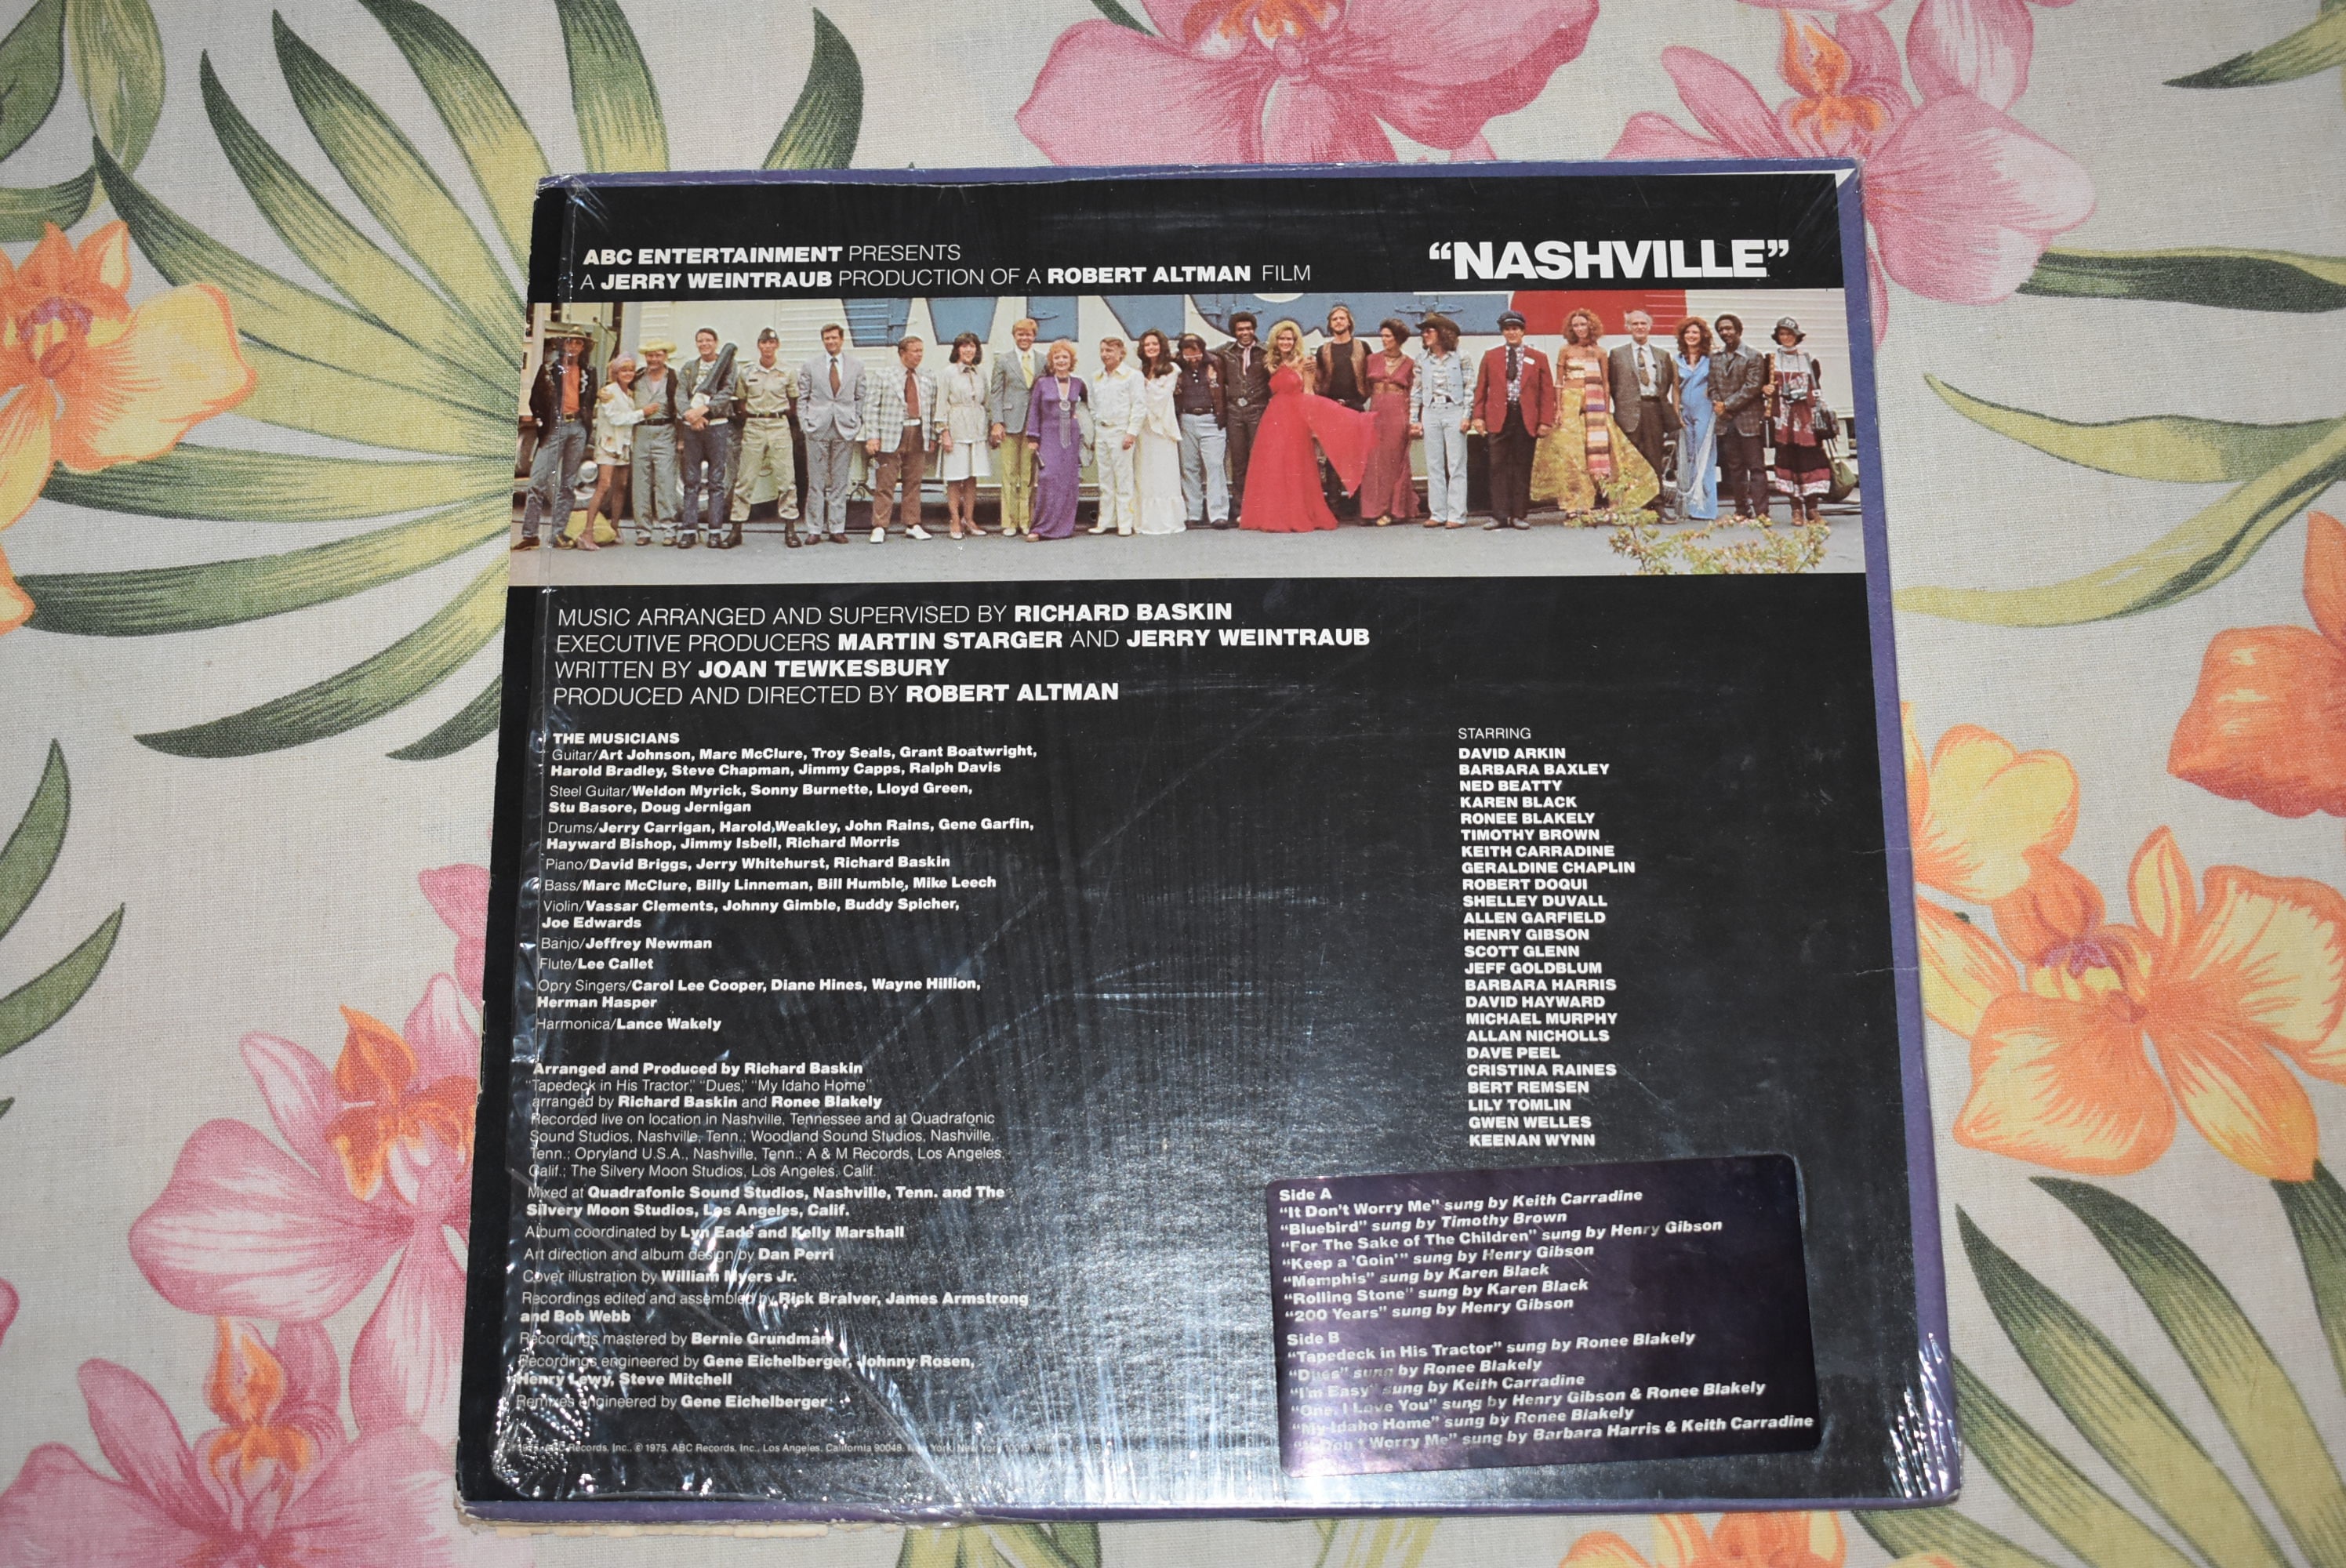 ABC ENTERTAINMENT PRESENTS
A JERRY WEINTRAUB PRODUCTION OF A ROBERT ALTMAN FILM
“NASHVILLE”
MUSIC ARRANGED AND SUPERVISED BY RICHARD BASKIN
EXECUTIVE PRODUCERS MARTIN STARGER AND JERRY WEINTRAUB
WRITTEN BY JOAN TEWKESBURY
PRODUCED AND DIRECTED BY ROBERT ALTMAN
THE MUSICIANS
Guitar/Art Johnson, Marc McClure, Troy Seals, Grant Boatwright,
Harold Bradley, Steve Chapman, Jimmy Capps, Ralph Davis
Steel Guitar/Weldon Myrick, Sonny Burnette, Lloyd Green,
Stu Basore, Doug Jernigan
Drums/Jerry Carrigan, Harold,Weakley, John Rains, Gene Garfin,
Hayward Bishop, Jimmy Isbell, Richard Morris
Piano/David Briggs, Jerry Whitehurst, Richard Baskin
Bass/Marc McClure, Billy Linneman, Bill Humble, Mike Leech
Violin/Vassar Clements, Johnny Gimble, Buddy Spicher,
Joe Edwards
Banjo/Jeffrey Newman
Flute/Lee Callet
Opry Singers/Carol Lee Cooper, Diane Hines, Wayne Hillion,
Herman Hasper
Harmonica/Lance Wakely
Arranged and Produced by Richard Baskin
“Tapedeck in His Tractor,” “Dues,” “My Idaho Home”
arranged by Richard Baskin and Ronee Blakely
Recorded live on location in Nashville, Tennessee and at Quadrafonic
Sound Studios, Nashville, Tenn.; Woodland Sound Studios, Nashville,
Tenn.; Opryland U.S.A., Nashville, Tenn.; A & M Records, Los Angeles,
Calif.; The Silvery Moon Studios, Los Angeles, Calif.
Mixed at Quadrafonic Sound Studios, Nashville, Tenn. and The
Silvery Moon Studios, Los Angeles, Calif.
Album coordinated by Lyn Eade and Kelly Marshall
Art direction and album design by Dan Perri
Cover illustration by William Myers Jr.
Recordings edited and assembled by Rick Bralver, James Armstrong
and Bob Webb
Recordings mastered by Bernie Grundman
Recordings engineered by Gene Eichelberger, Johnny Rosen,
Henry Lewy, Steve Mitchell
Remixes engineered by Gene Eichelberger
ABC Records, Inc., © 1975, ABC Records, Inc., Los Angeles, California 90048, New York, New York 10019
STARRING
DAVID ARKIN
BARBARA BAXLEY
NED BEATTY
KAREN BLACK
RONEE BLAKELY
TIMOTHY BROWN
KEITH CARRADINE
GERALDINE CHAPLIN
ROBERT DOQUI
SHELLEY DUVALL
ALLEN GARFIELD
HENRY GIBSON
SCOTT GLENN
JEFF GOLDBLUM
BARBARA HARRIS
DAVID HAYWARD
MICHAEL MURPHY
ALLAN NICHOLLS
DAVE PEEL
CRISTINA RAINES
BERT REMSEN
LILY TOMLIN
GWEN WELLES
KEENAN WYNN
Side A
“It Don't Worry Me” sung by Keith Carradine
“Bluebird” sung by Timothy Brown
“For The Sake of The Children” sung by Henry Gibson
“Keep a 'Goin'” sung by Henry Gibson
“Memphis” sung by Karen Black
“Rolling Stone” sung by Karen Black
“200 Years” sung by Henry Gibson
Side B
“Tapedeck in His Tractor” sung by Ronee Blakely
“Dues” sung by Ronee Blakely
“I'm Easy” sung by Keith Carradine
“One, I Love You” sung by Henry Gibson & Ronee Blakely
“My Idaho Home” sung by Ronee Blakely
“It Don't Worry Me” sung by Barbara Harris & Keith Carradine